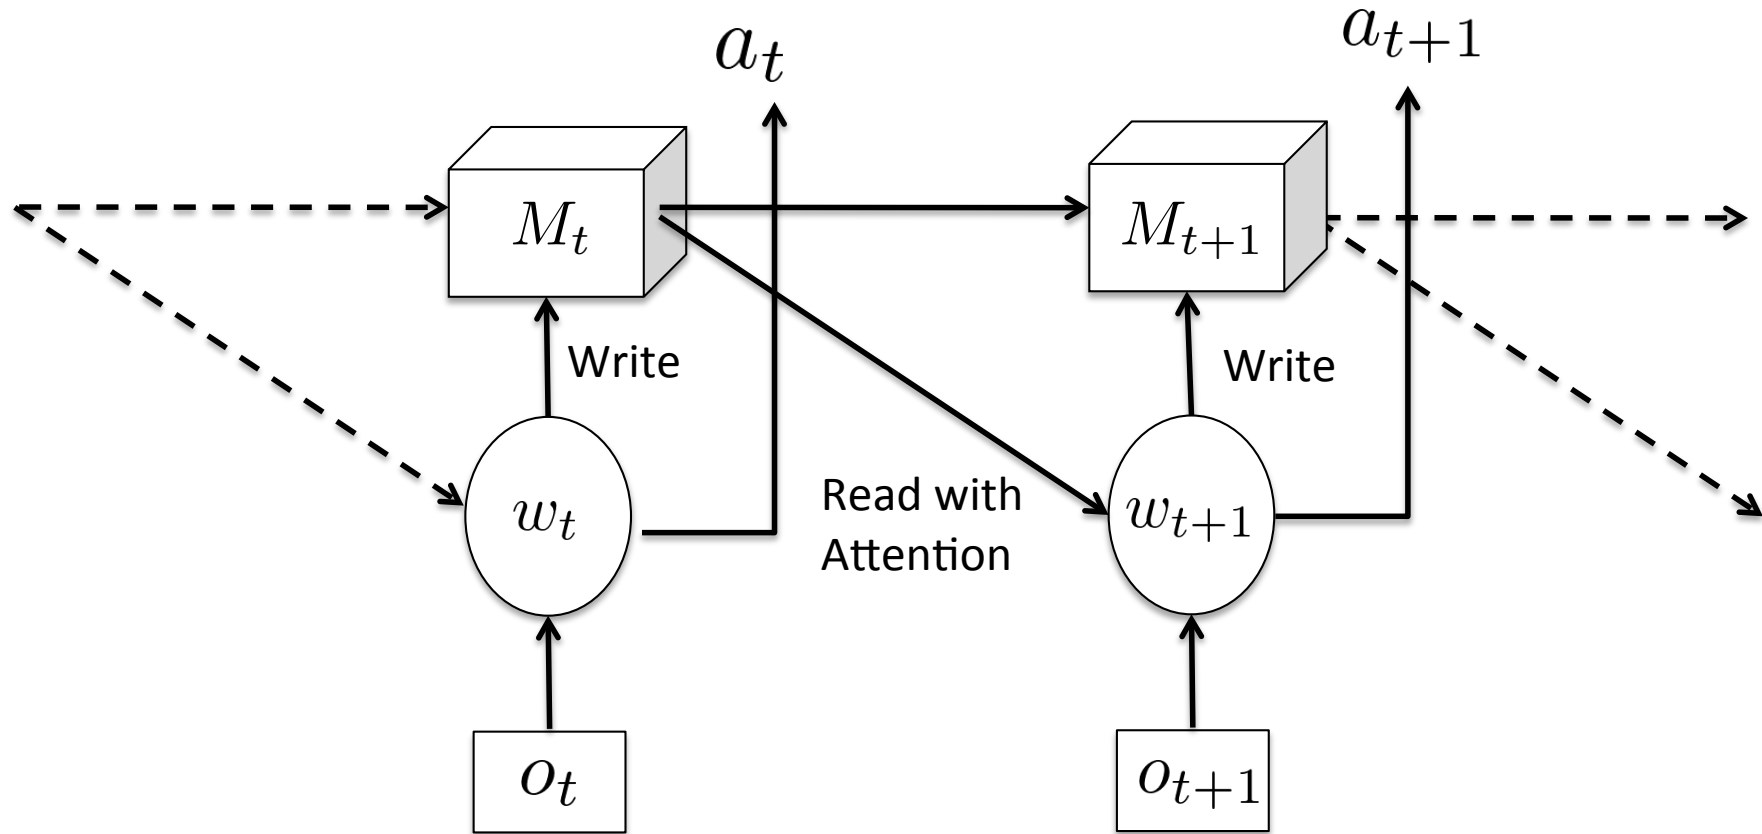 a_t
a_{t+1}
M_t
M_{t+1}
Write
Write
w_t
Read with
Attention
w_{t+1}
o_t
o_{t+1}